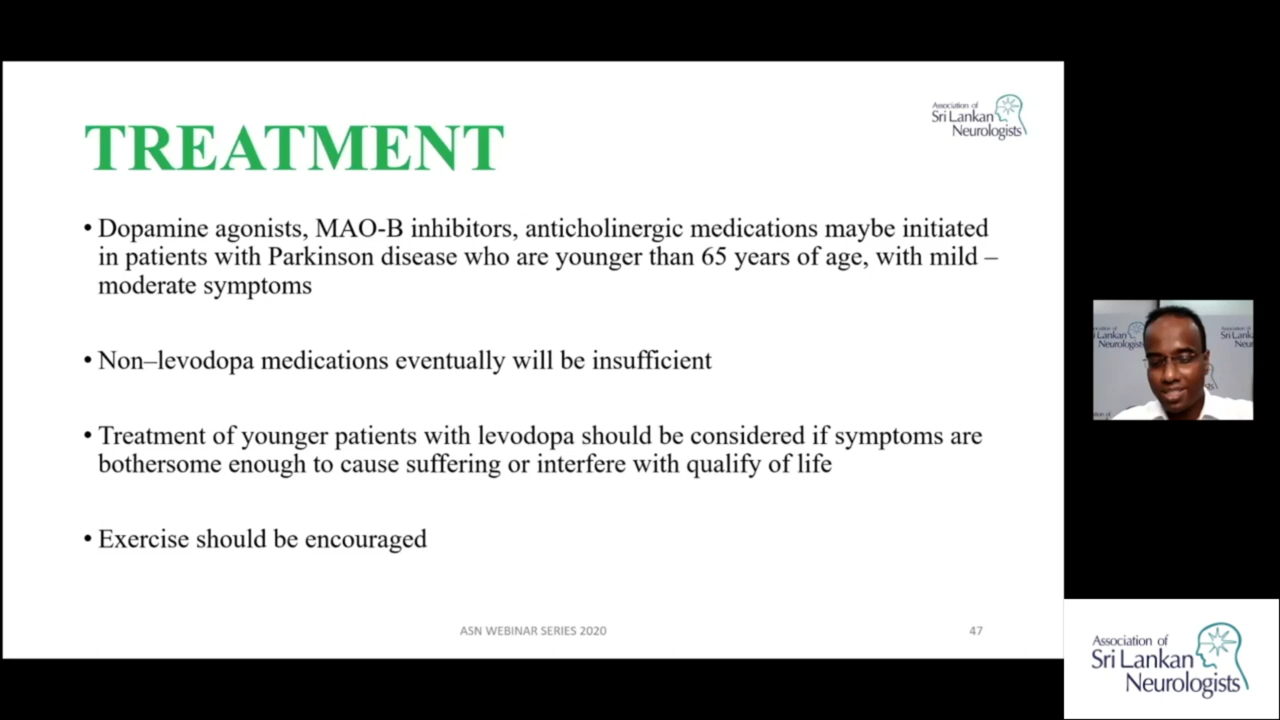 Association of
Sri Lankan
Neurologists
TREATMENT
• Dopamine agonists, MAO-B inhibitors, anticholinergic medications maybe initiated
in patients with Parkinson disease who are younger than 65 years of age, with mild –
moderate symptoms
• Non–levodopa medications eventually will be insufficient
• Treatment of younger patients with levodopa should be considered if symptoms are
bothersome enough to cause suffering or interfere with qualify of life
• Exercise should be encouraged
ASN WEBINAR SERIES 2020
47
Neurologists
Sri Lank
Association of
Sri Lankan
Neurologists